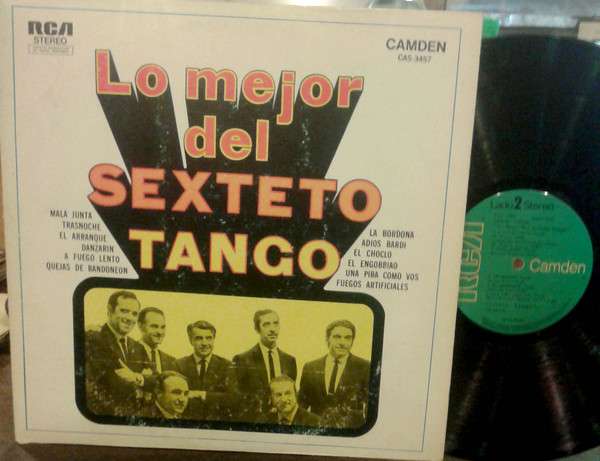 RCA
STEREO
CAMDEN
CAS-3457
Lo mejor
del
SEXTETO
TANGO
MALA JUNTA
TRASNOCHE
EL ARRANQUE
DANZARIN
A FUEGO LENTO
QUEJAS DE BANDONEON
LA BORDONA
ADIOS BARDI
EL CHOCLO
EL ENGOBBIAO
UNA PIBA COMO VOS
FUEGOS ARTIFICIALES
Lado 2 Stereo
RCA Camden